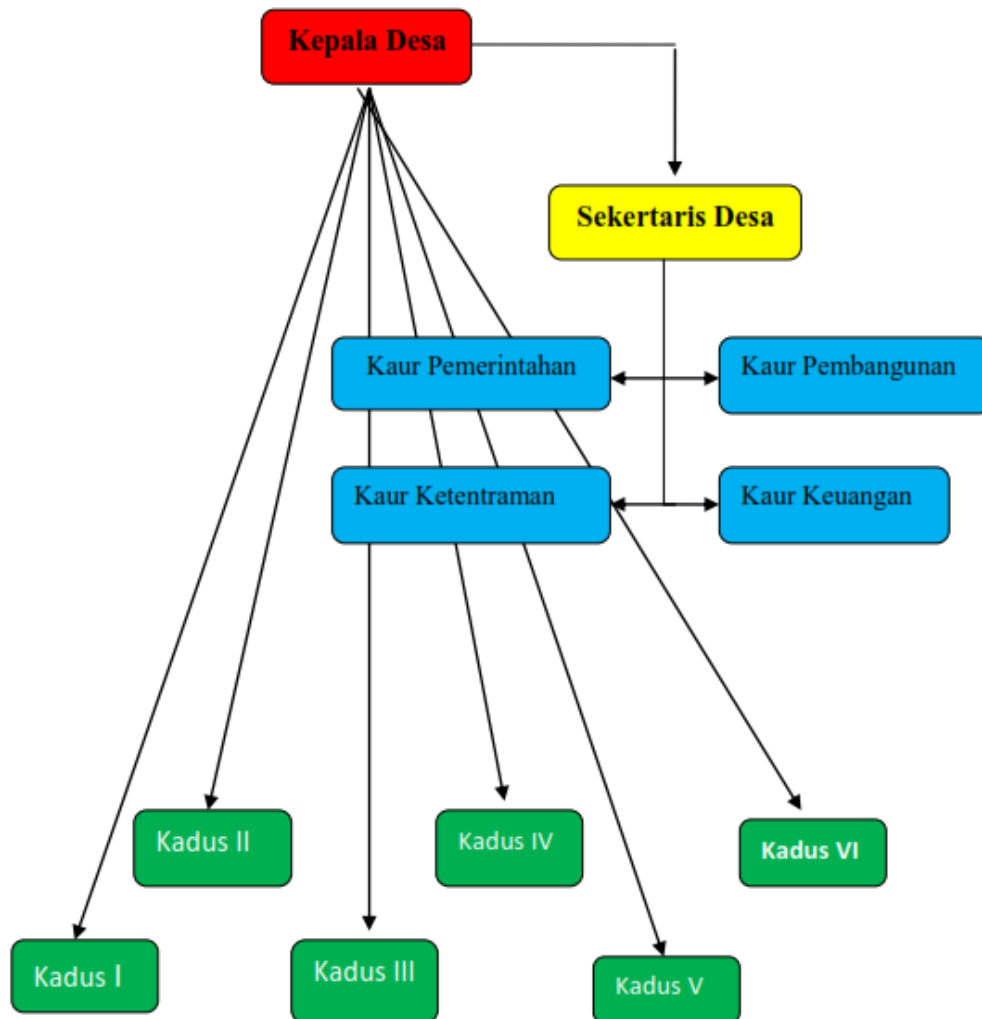 Kepala Desa
Sekertaris Desa
Kaur Pemerintahan
Kaur Pembangunan
Kaur Ketentraman
Kaur Keuangan
Kadus II
Kadus IV
Kadus VI
Kadus I
Kadus III
Kadus V